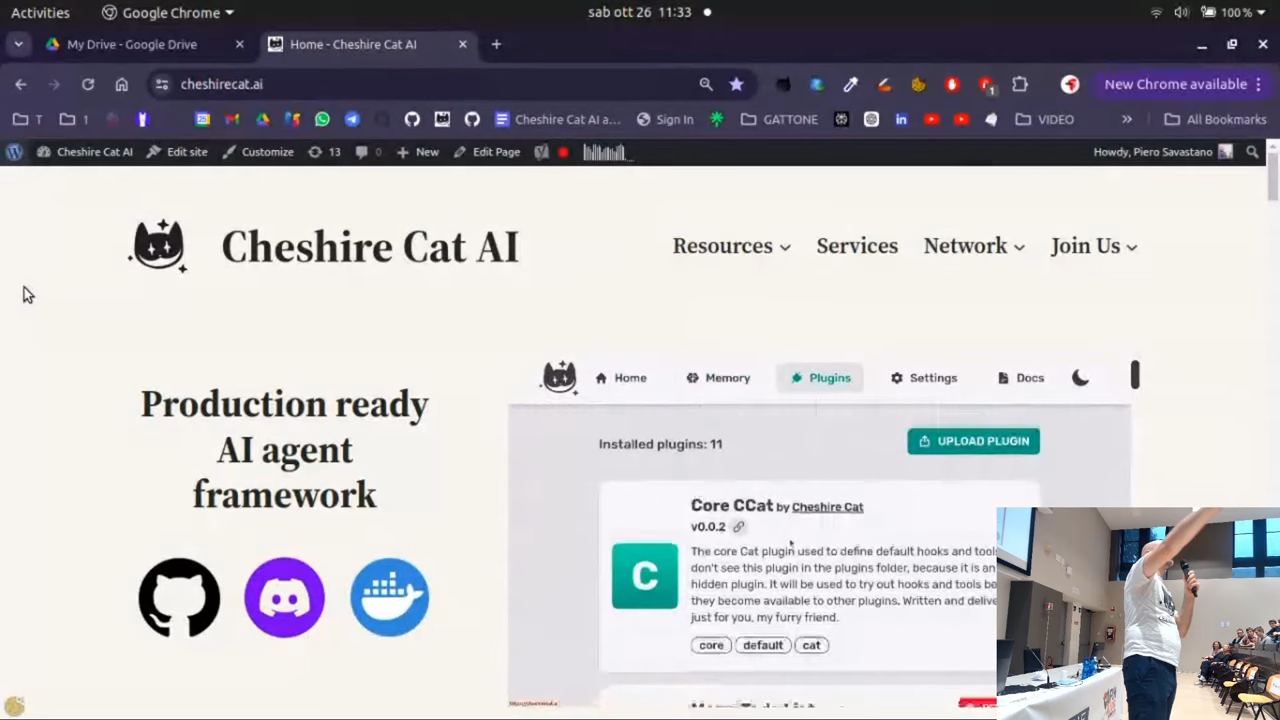 Activities
Google Chrome
sab ott 26 11:33
100 %
My Drive - Google Drive
Home - Cheshire Cat AI
cheshirecat.ai
1
New Chrome available
T
1
Cheshire Cat AI a...
Sign In
GATTONE
VIDEO
»
All Bookmarks
Cheshire Cat AI
Edit site
Customize
13
0
New
Edit Page
Howdy, Piero Savastano
Cheshire Cat AI
Resources
Services
Network
Join Us
Home
Memory
Plugins
Settings
Docs
Production ready
AI agent
framework
Installed plugins: 11
UPLOAD PLUGIN
Core CCat by Cheshire Cat
v0.0.2
C
The core Cat plugin used to define default hooks and tool
don't see this plugin in the plugins folder, because it is an
hidden plugin. It will be used to try out hooks and tools be
they become available to other plugins. Written and delive
just for you, my furry friend.
core
default
cat